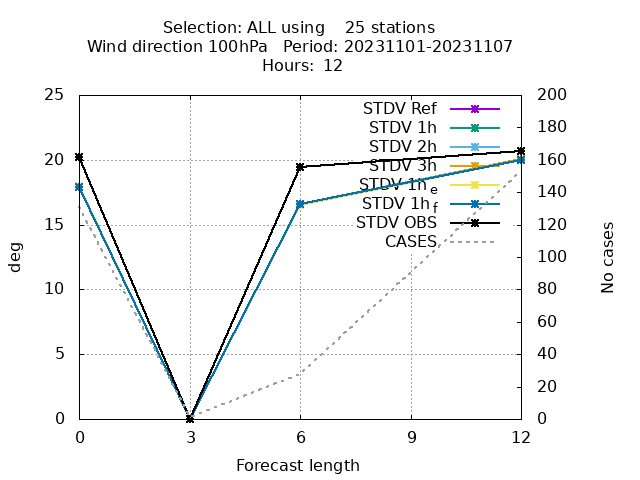 Selection: ALL using    25 stations
Wind direction 100hPa   Period: 20231101-20231107
Hours:  12
25
20
15
10
5
0
deg
200
180
160
140
120
100
80
60
40
20
0
No cases
STDV Ref
STDV 1h
STDV 2h
STDV 3h
STDV 1h e
STDV 1h f
STDV OBS
CASES
0
3
6
9
12
Forecast length